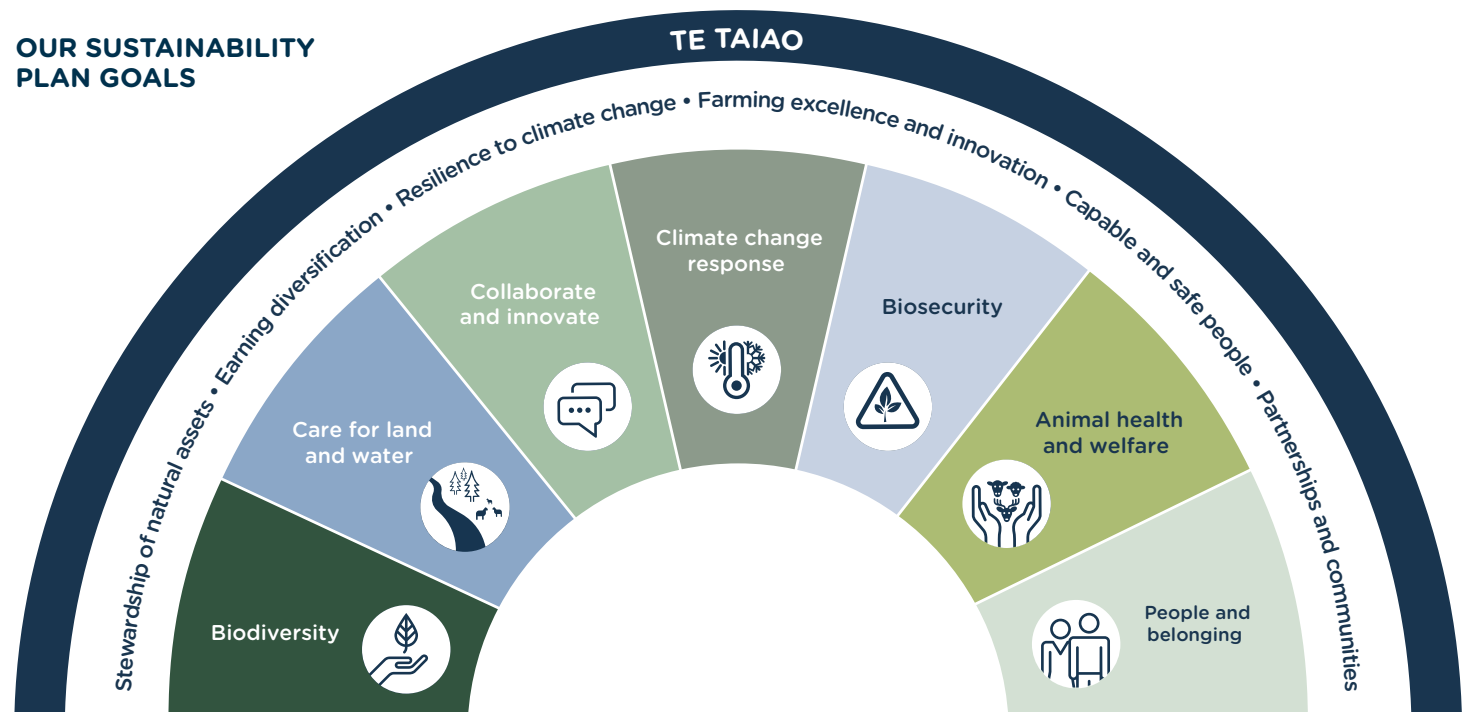 OUR SUSTAINABILITY
PLAN GOALS
TE TAIAO
Stewardship of natural assets • Earning diversification • Resilience to climate change • Farming excellence and innovation • Capable and safe people • Partnerships and communities
Biodiversity
Care for land
and water
Collaborate
and innovate
Climate change
response
Biosecurity
Animal health
and welfare
People and
belonging